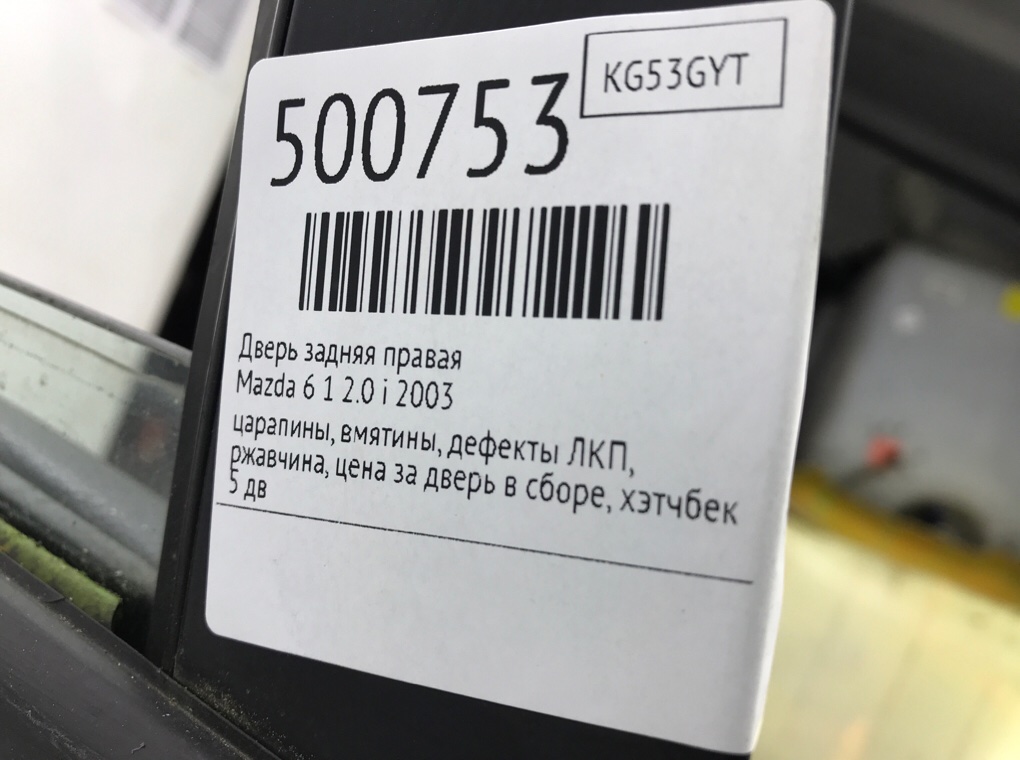 500753
KG53GYT
Дверь задняя правая
Mazda 6 1 2.0 i 2003
царапины, вмятины, дефекты ЛКП,
ржавчина, цена за дверь в сборе, хэтчбек
5 дв